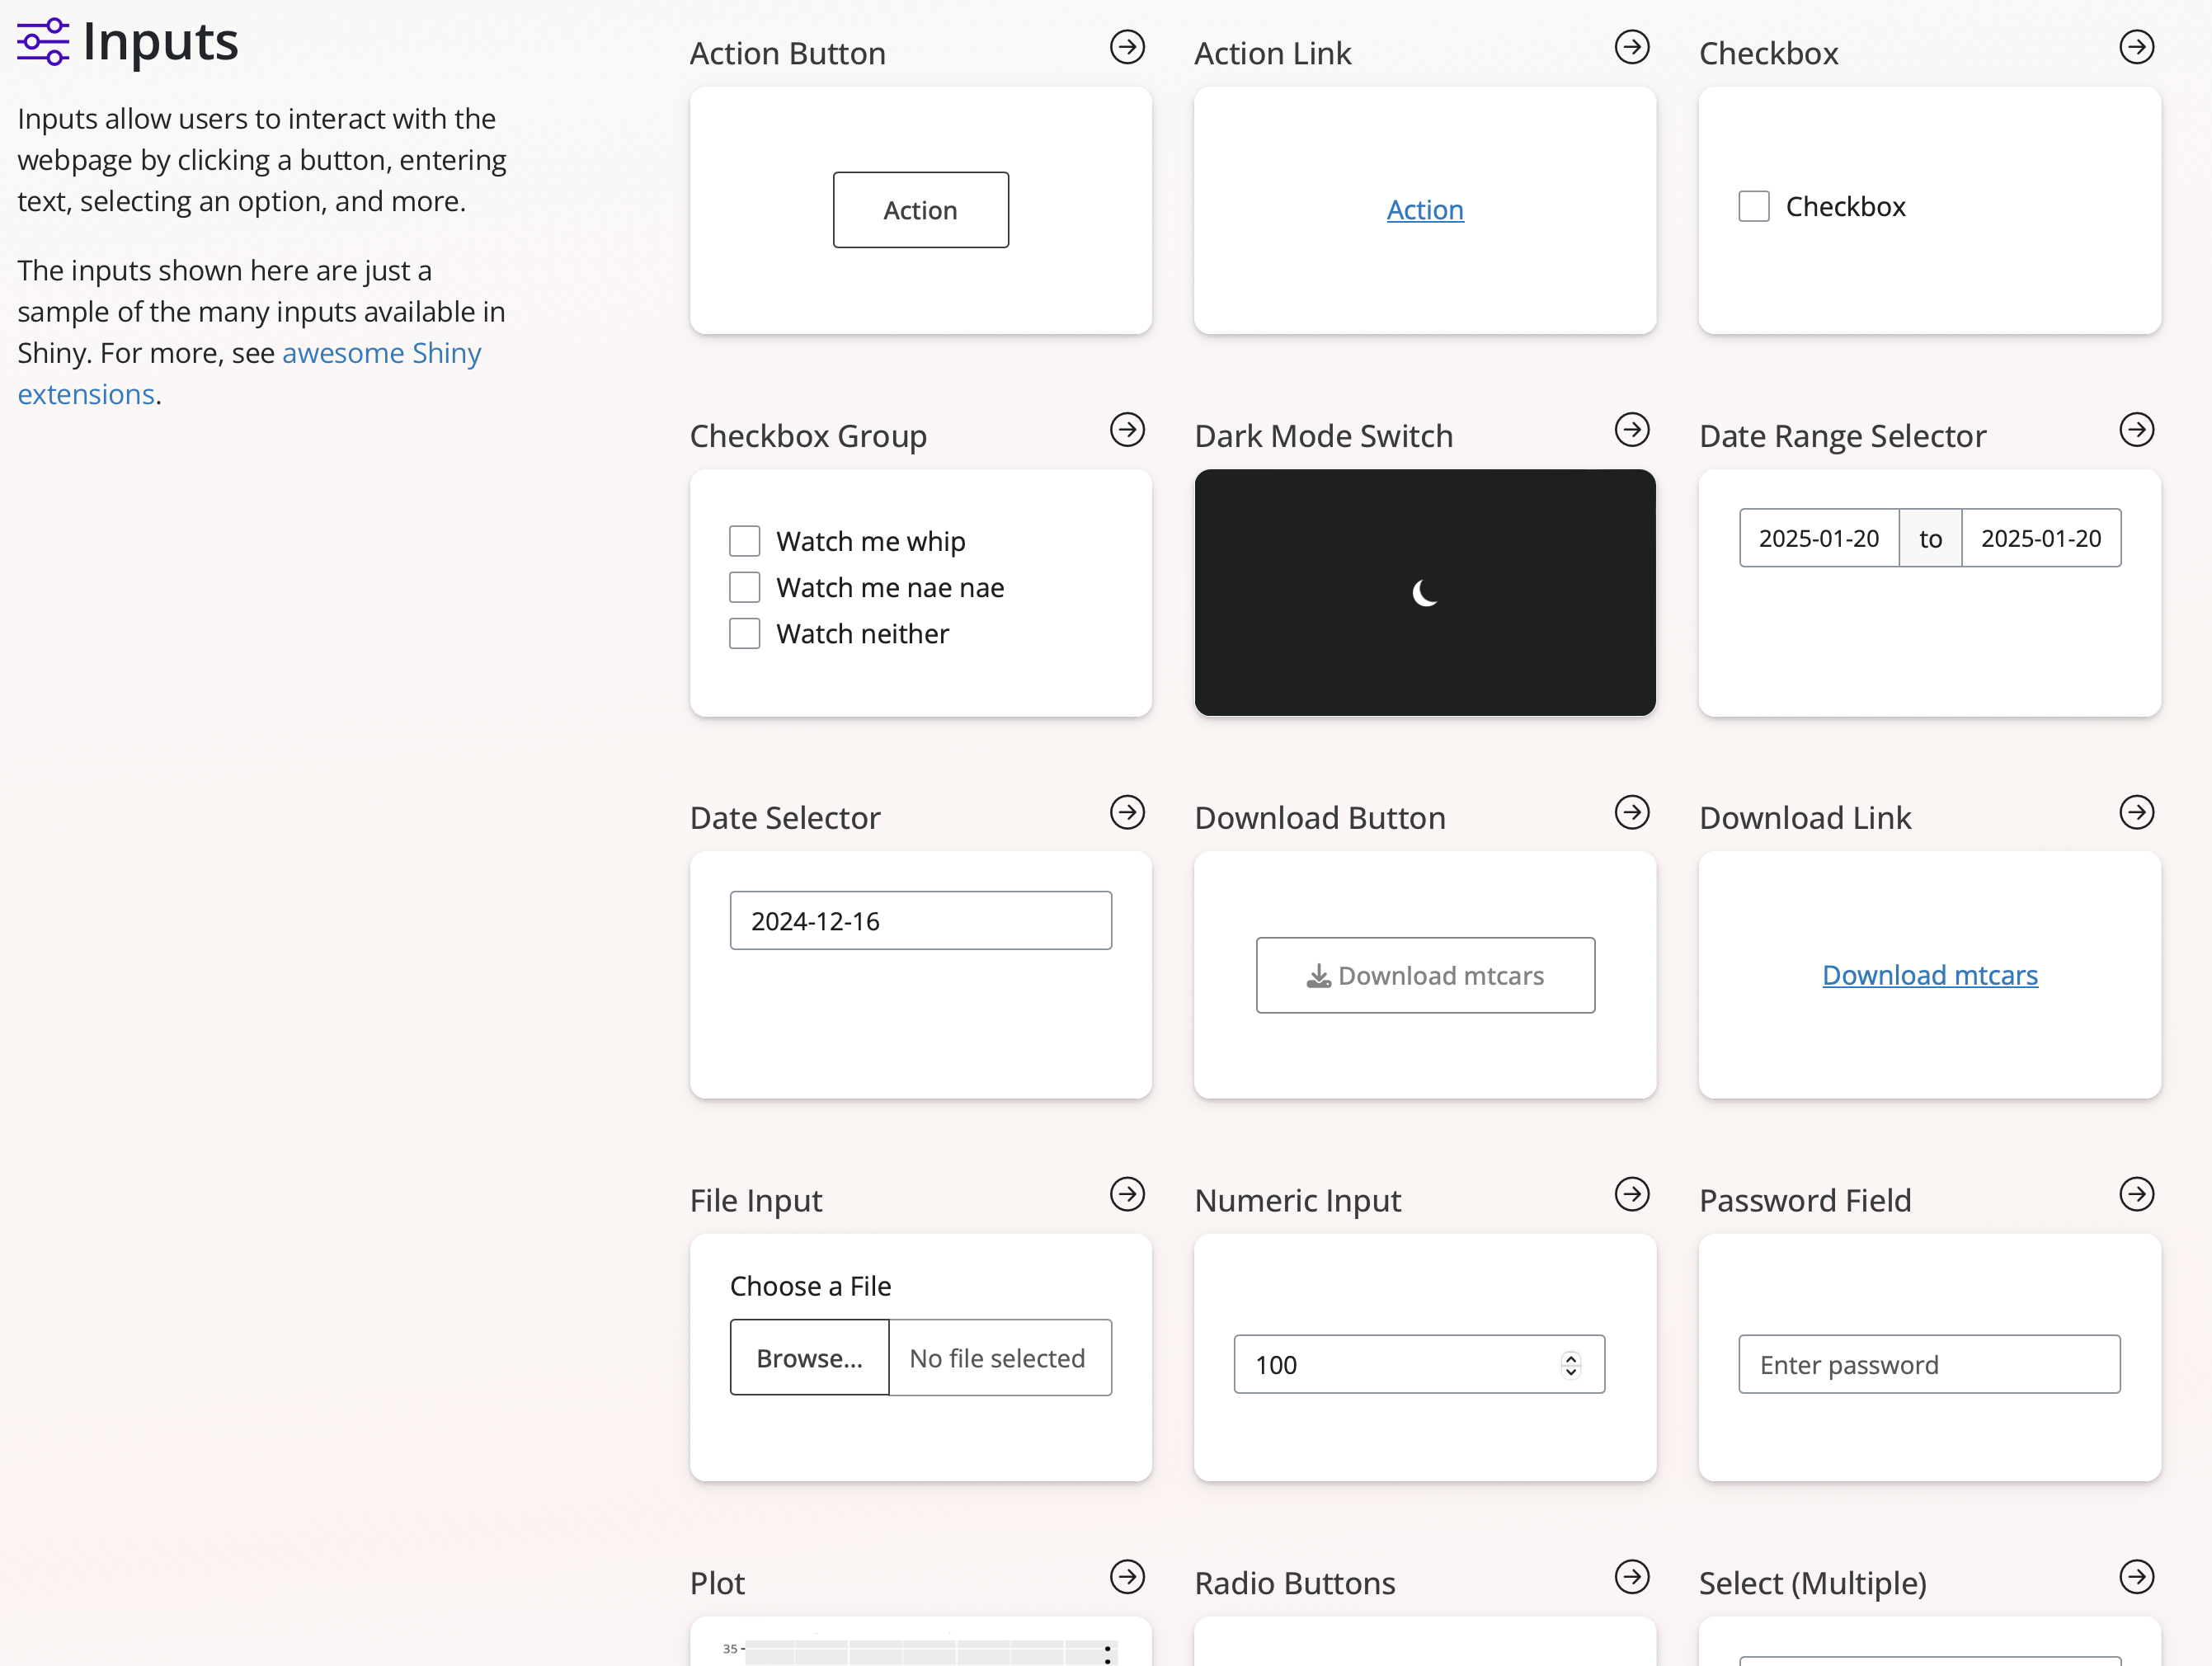 Inputs
Inputs allow users to interact with the
webpage by clicking a button, entering
text, selecting an option, and more.
The inputs shown here are just a
sample of the many inputs available in
Shiny. For more, see awesome Shiny
extensions.
Action Button
Action
Action Link
Action
Checkbox
Checkbox
Checkbox Group
Watch me whip
Watch me nae nae
Watch neither
Dark Mode Switch
Date Range Selector
2025-01-20 to 2025-01-20
Date Selector
2024-12-16
Download Button
Download mtcars
Download Link
Download mtcars
File Input
Choose a File
Browse... No file selected
Numeric Input
100
Password Field
Enter password
Plot
35
Radio Buttons
Select (Multiple)